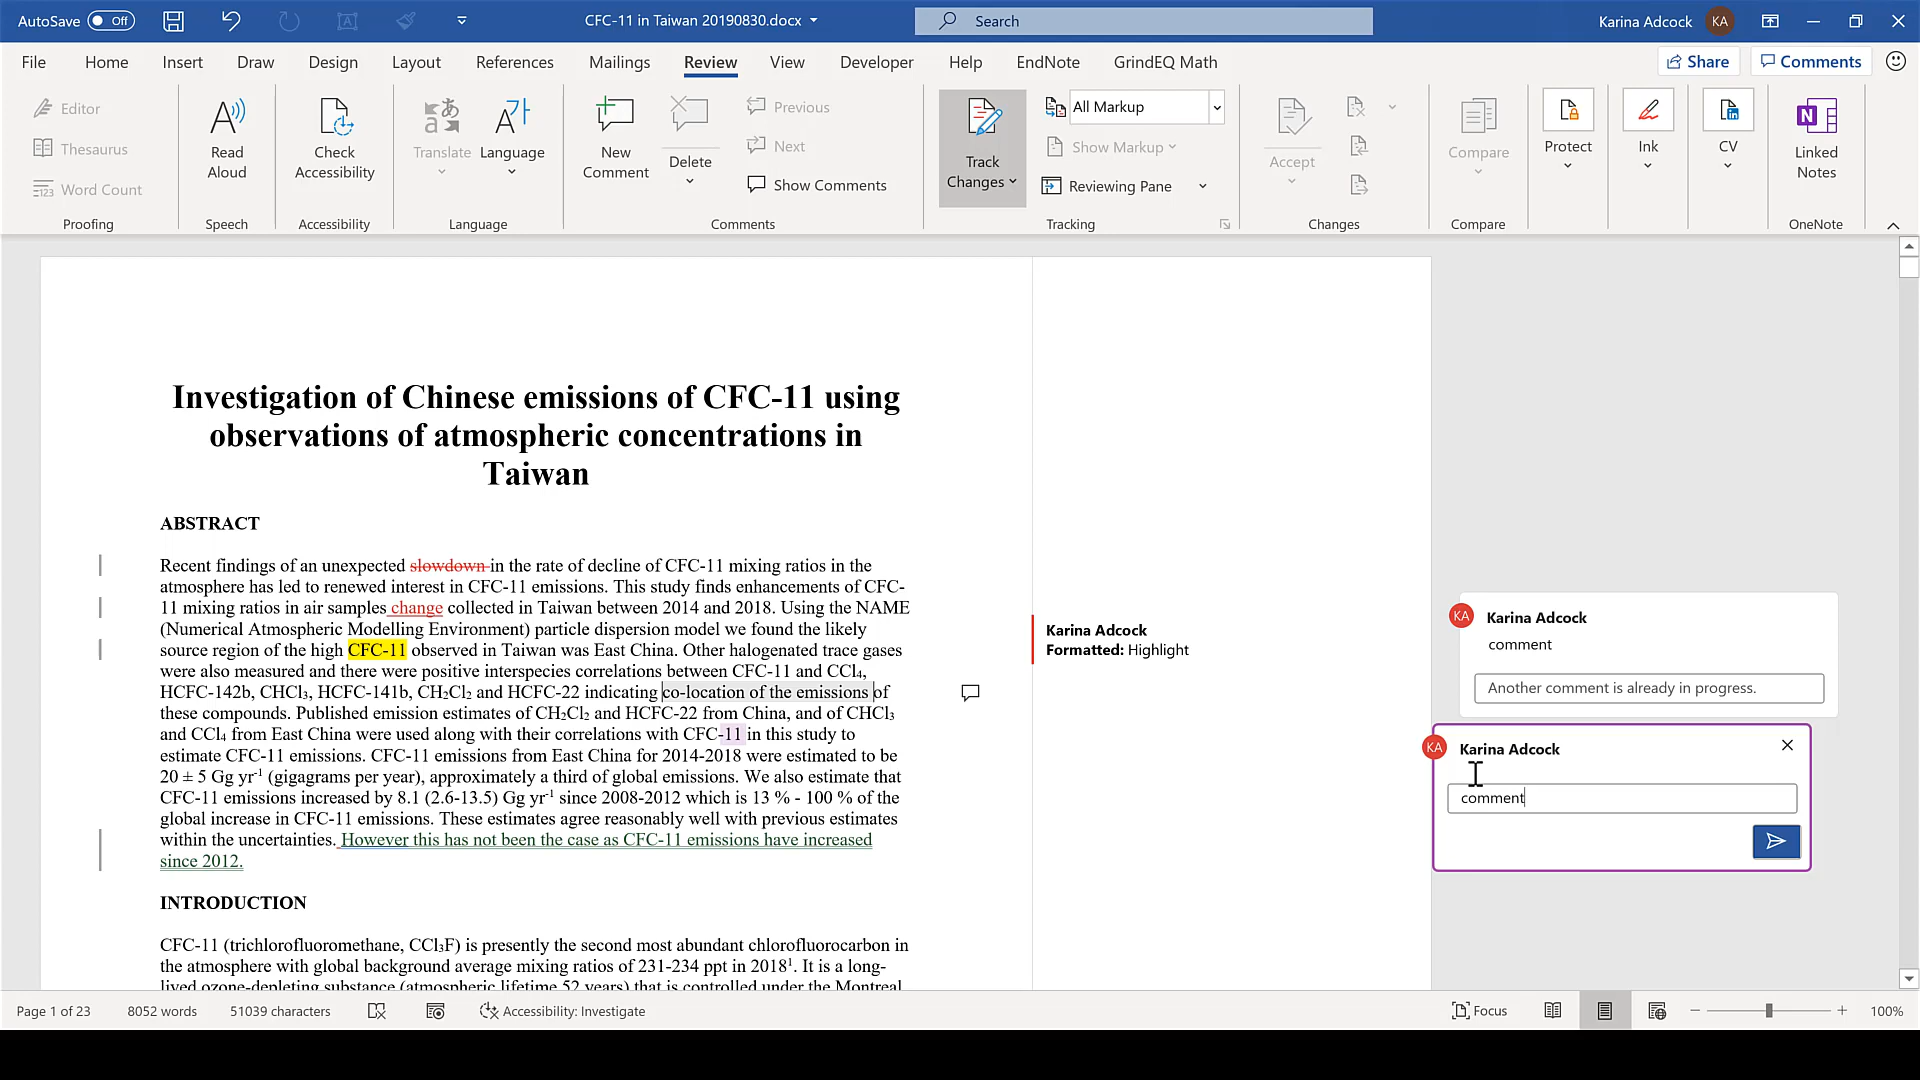 AutoSave Off
CFC-11 in Taiwan 20190830.docx
Search
Karina Adcock KA
File Home Insert Draw Design Layout References Mailings Review View Developer Help EndNote GrindEQ Math
Share
Comments
Editor
Thesaurus
Word Count
Proofing
Read Aloud
Speech
Check Accessibility
Accessibility
Translate
Language
Language
New Comment
Delete
Previous
Next
Show Comments
Comments
Track Changes
All Markup
Show Markup
Reviewing Pane
Tracking
Accept
Changes
Compare
Compare
Protect
Ink
CV
Linked Notes
OneNote
Investigation of Chinese emissions of CFC-11 using
observations of atmospheric concentrations in
Taiwan
ABSTRACT
Recent findings of an unexpected slowdown in the rate of decline of CFC-11 mixing ratios in the
atmosphere has led to renewed interest in CFC-11 emissions. This study finds enhancements of CFC-
11 mixing ratios in air samples change collected in Taiwan between 2014 and 2018. Using the NAME
(Numerical Atmospheric Modelling Environment) particle dispersion model we found the likely
source region of the high CFC-11 observed in Taiwan was East China. Other halogenated trace gases
were also measured and there were positive interspecies correlations between CFC-11 and CCl₄,
HCFC-142b, CHCl₃, HCFC-141b, CH₂Cl₂ and HCFC-22 indicating co-location of the emissions of
these compounds. Published emission estimates of CH₂Cl₂ and HCFC-22 from China, and of CHCl₃
and CCl₄ from East China were used along with their correlations with CFC-11 in this study to
estimate CFC-11 emissions. CFC-11 emissions from East China for 2014-2018 were estimated to be
20 ± 5 Gg yr⁻¹ (gigagrams per year), approximately a third of global emissions. We also estimate that
CFC-11 emissions increased by 8.1 (2.6-13.5) Gg yr⁻¹ since 2008-2012 which is 13 % - 100 % of the
global increase in CFC-11 emissions. These estimates agree reasonably well with previous estimates
within the uncertainties. However this has not been the case as CFC-11 emissions have increased
since 2012.
INTRODUCTION
CFC-11 (trichlorofluoromethane, CCl₃F) is presently the second most abundant chlorofluorocarbon in
the atmosphere with global background average mixing ratios of 231-234 ppt in 2018¹. It is a long-
lived ozone-depleting substance (atmospheric lifetime 52 years) that is controlled under the Montreal
Karina Adcock
Formatted: Highlight
KA Karina Adcock
comment
Another comment is already in progress.
KA Karina Adcock
comment
Page 1 of 23 8052 words 51039 characters Accessibility: Investigate
Focus
100%